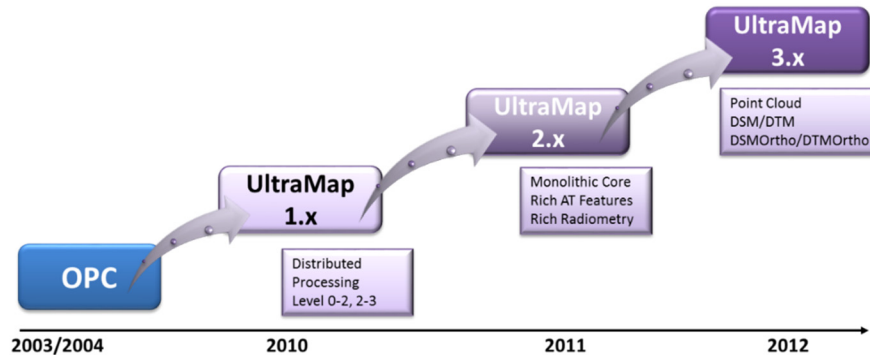 UltraMap
3.x
Point Cloud
DSM/DTM
DSMOrtho/DTMOrtho
UltraMap
2.x
Monolithic Core
Rich AT Features
Rich Radiometry
UltraMap
1.x
Distributed
Processing
Level 0-2, 2-3
OPC
2003/2004
2010
2011
2012